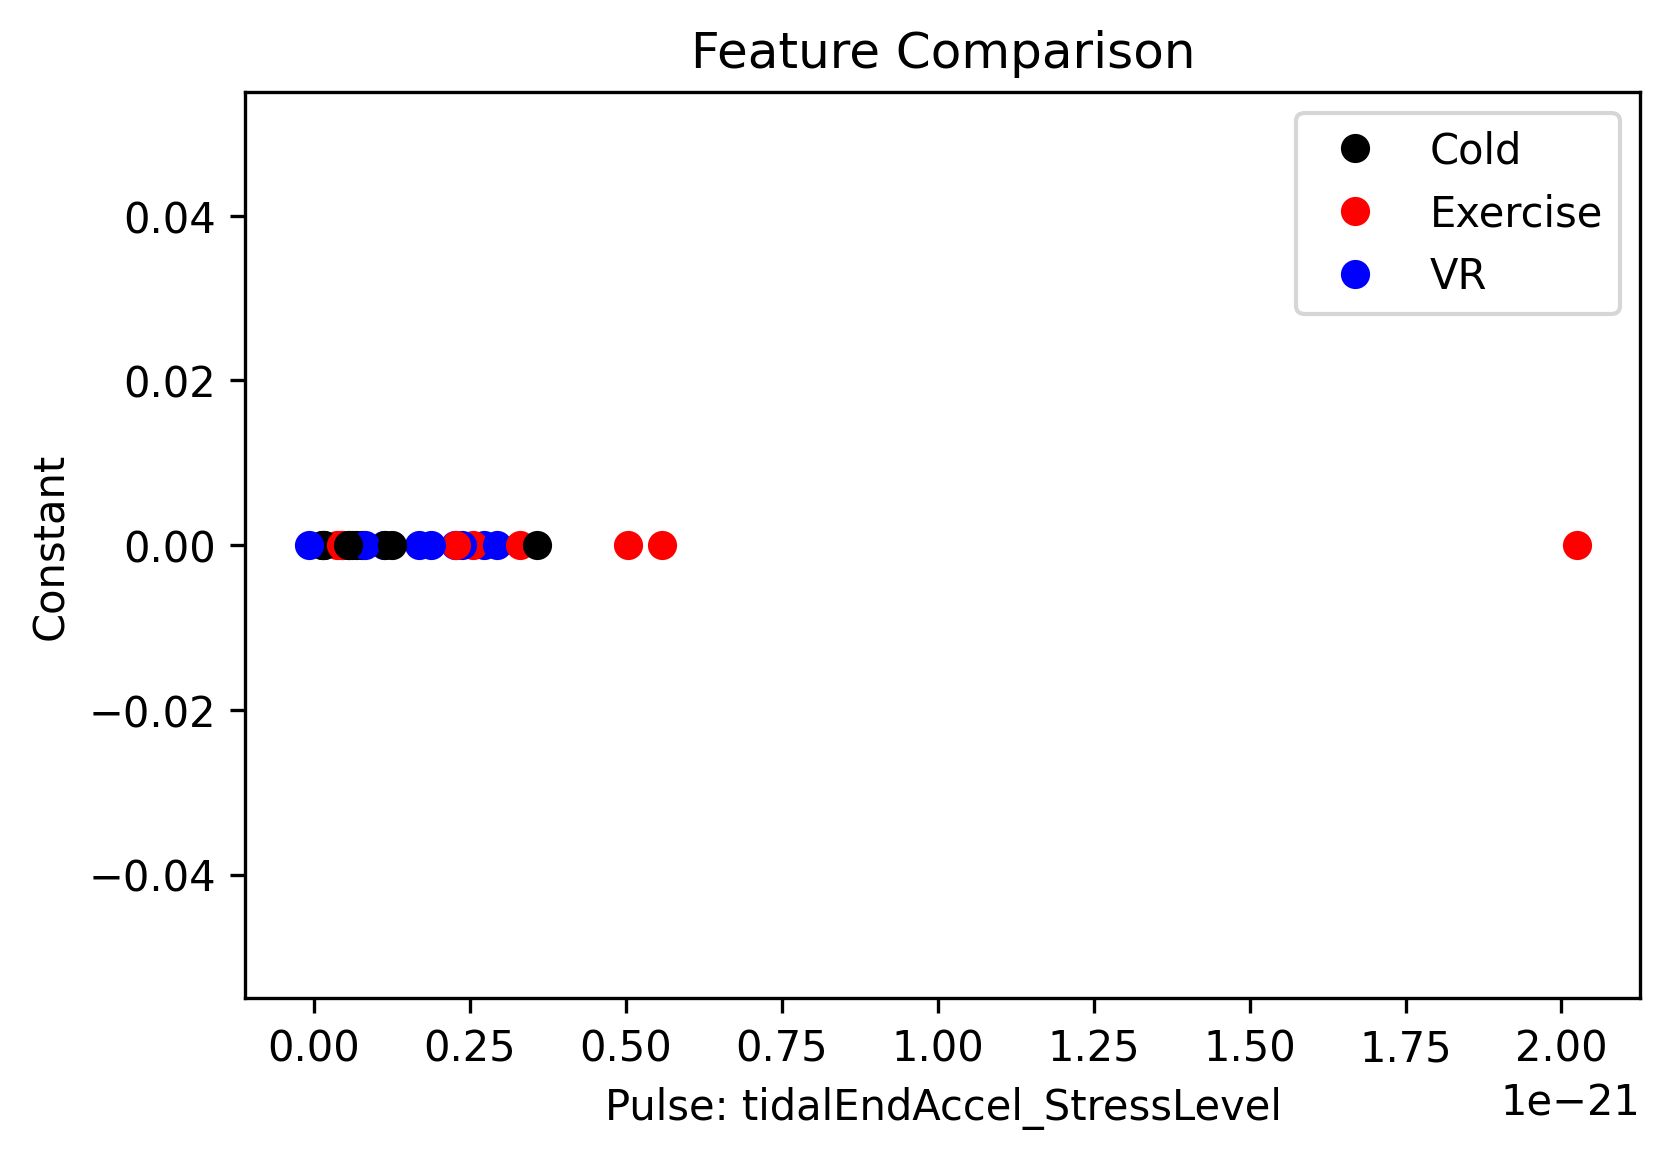 Feature Comparison
Cold
Exercise
VR
0.04
0.02
0.00
−0.02
−0.04
Constant
0.00 0.25 0.50 0.75 1.00 1.25 1.50 1.75 2.00
1e−21
Pulse: tidalEndAccel_StressLevel